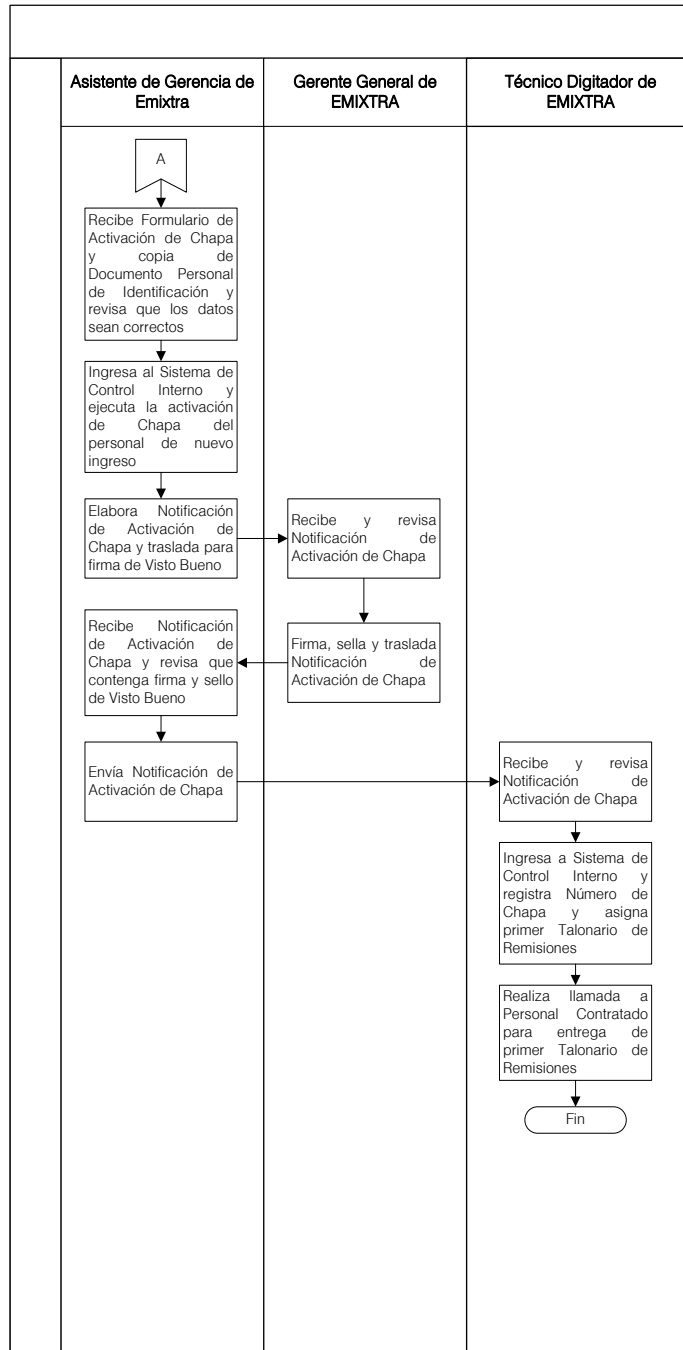 Asistente de Gerencia de
Emixtra
Gerente General de
EMIXTRA
Técnico Digitador de
EMIXTRA
A
Recibe Formulario de
Activación de Chapa
y copia de
Documento Personal
de Identificación y
revisa que los datos
sean correctos
Ingresa al Sistema de
Control Interno y
ejecuta la activación
de Chapa del
personal de nuevo
ingreso
Elabora Notificación
de Activación de
Chapa y traslada para
firma de Visto Bueno
Recibe y revisa
Notificación de
Activación de Chapa
Firma, sella y traslada
Notificación de
Activación de Chapa
Recibe Notificación
de Activación de
Chapa y revisa que
contenga firma y sello
de Visto Bueno
Envía Notificación de
Activación de Chapa
Recibe y revisa
Notificación de
Activación de Chapa
Ingresa a Sistema de
Control Interno y
registra Número de
Chapa y asigna
primer Talonario de
Remisiones
Realiza llamada a
Personal Contratado
para entrega de
primer Talonario de
Remisiones
Fin